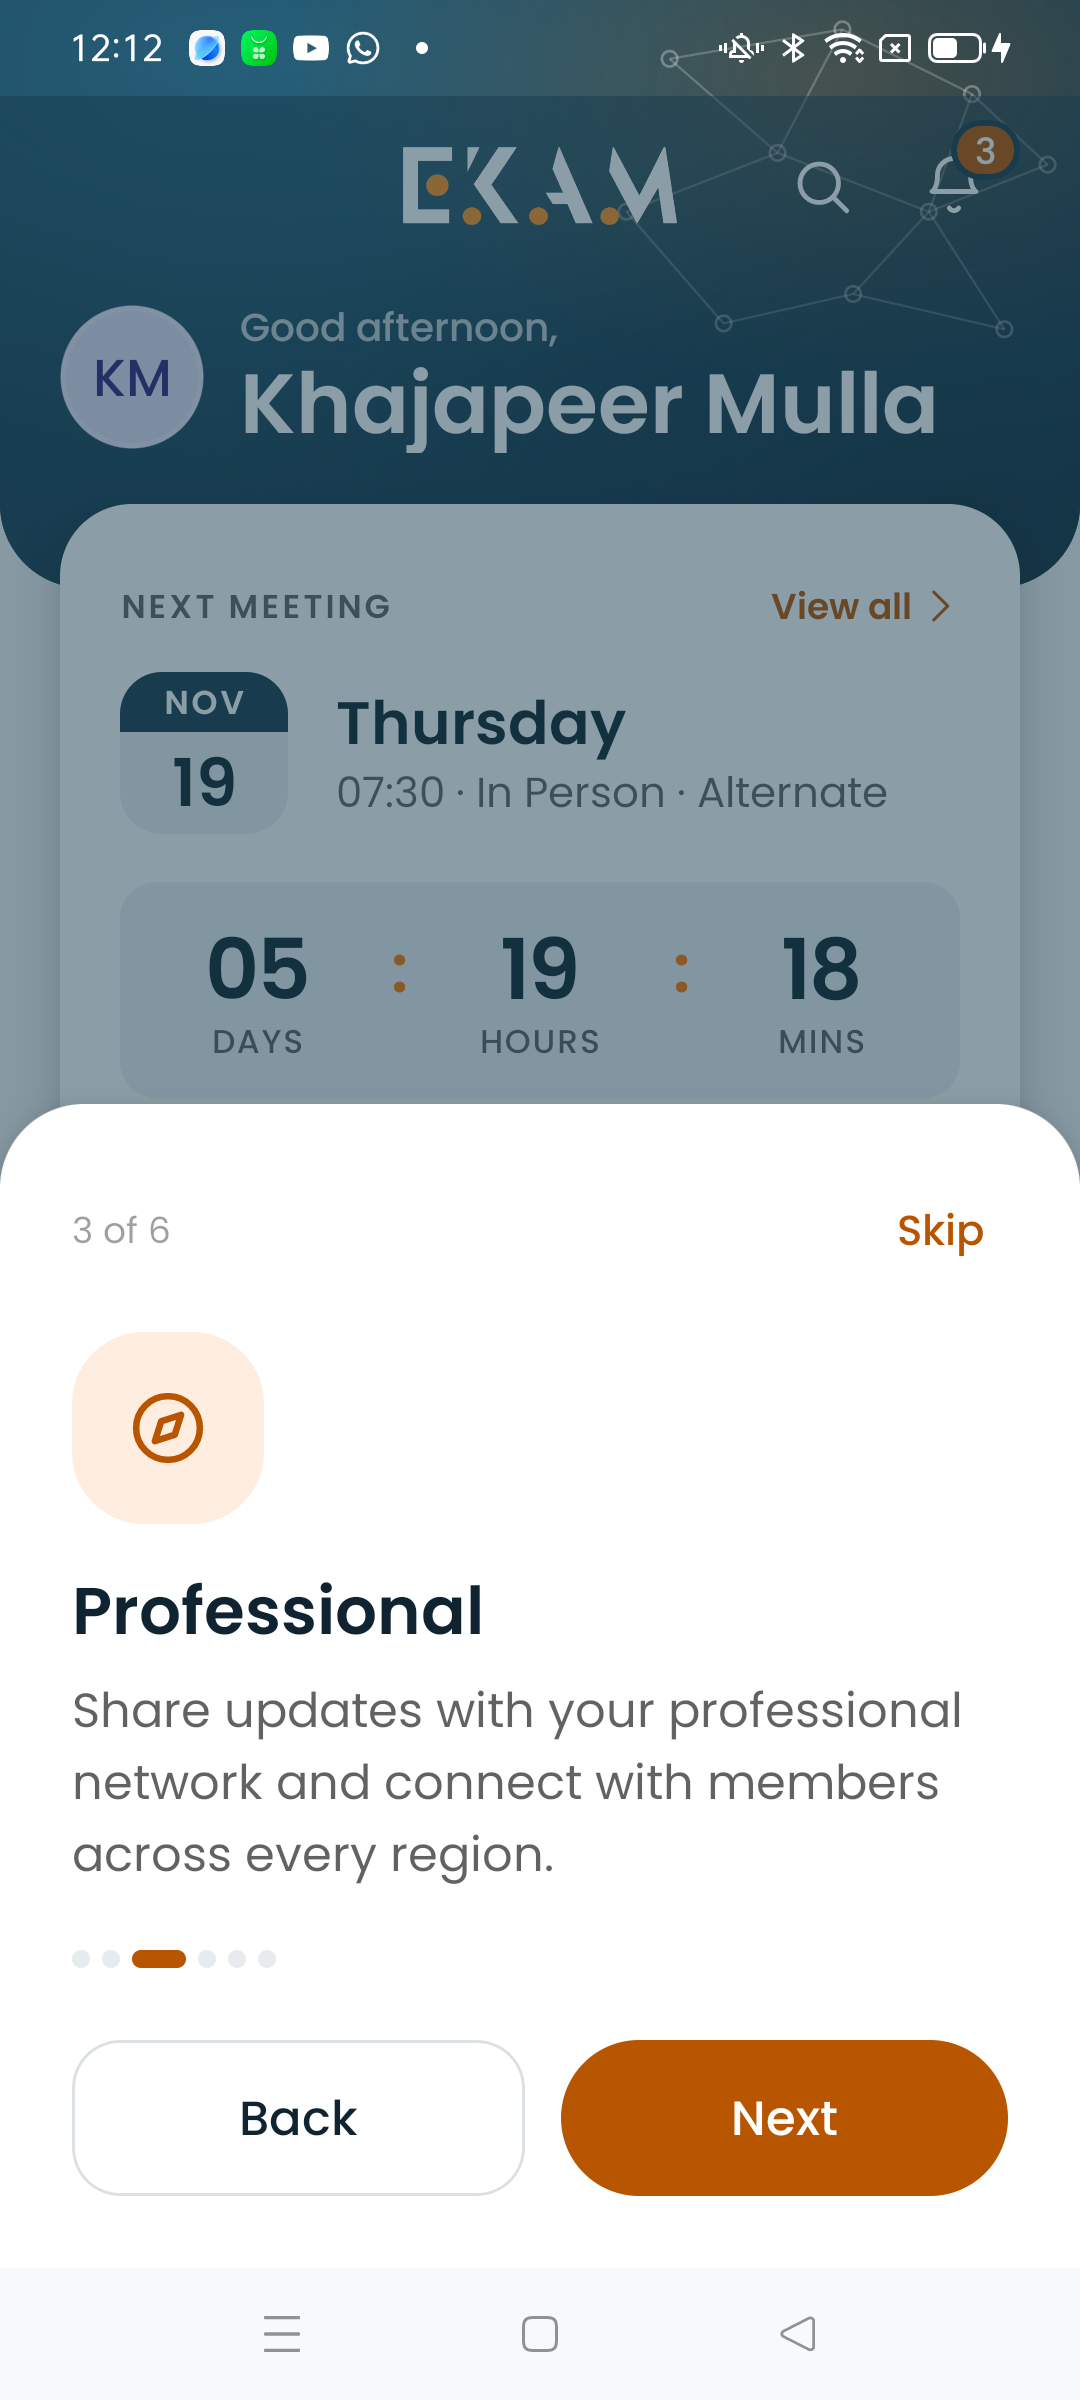 12:12
3
EKAM
Good afternoon,
KM
Khajapeer Mulla
NEXT MEETING
View all
NOV
19
Thursday
07:30 · In Person · Alternate
05 : 19 : 18
DAYS HOURS MINS
3 of 6
Skip
Professional
Share updates with your professional
network and connect with members
across every region.
Back
Next